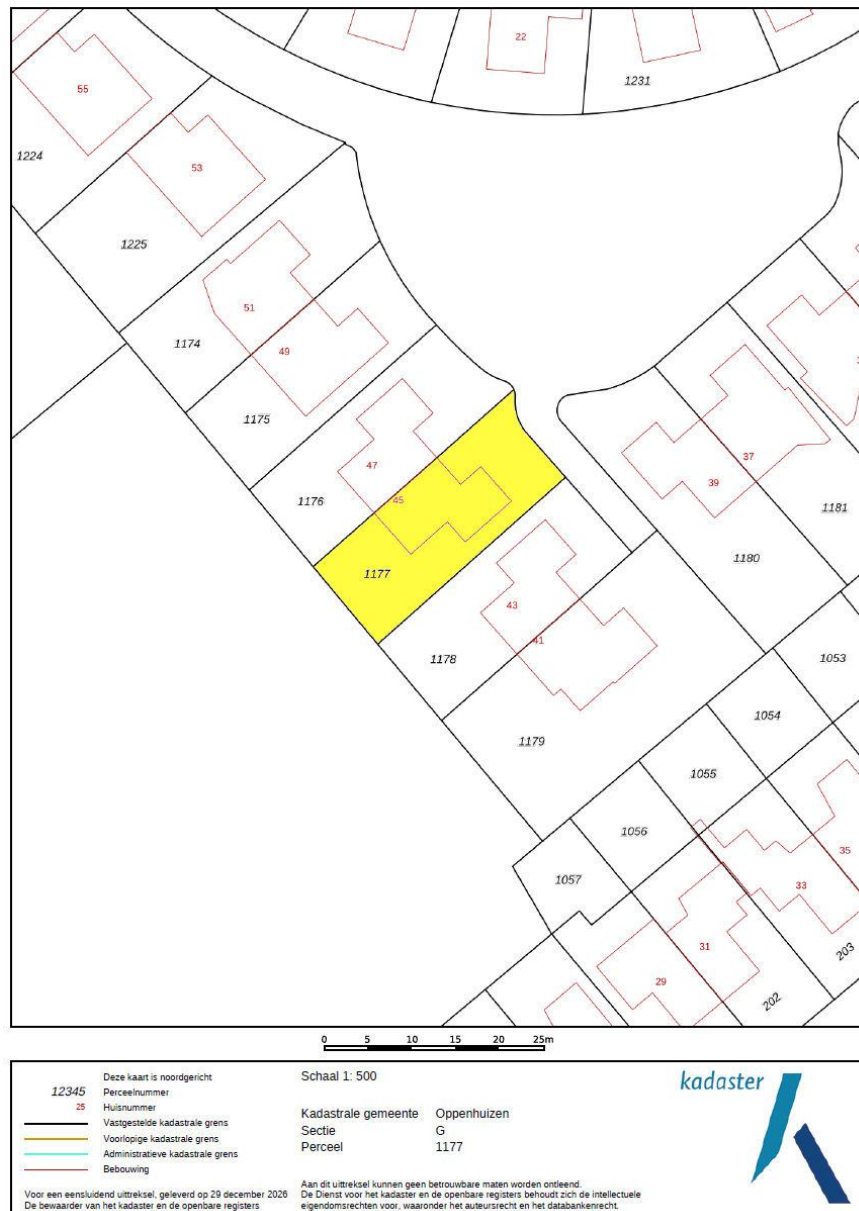 22
1231
55
1224
53
1225
51
1174
49
1175
47
45
1176
1177
37
39
1181
1180
43
41
1178
1179
1053
1054
1055
1056
1057
35
33
31
29
203
202
0 5 10 15 20 25m
Deze kaart is noordgericht
12345 Perceelnummer
25 Huisnummer
Vastgestelde kadastrale grens
Voorlopige kadastrale grens
Administratieve kadastrale grens
Bebouwing
Voor een eensluidend uittreksel, geleverd op 29 december 2026
De bewaarder van het kadaster en de openbare registers
Schaal 1: 500
Kadastrale gemeente Oppenhuizen
Sectie G
Perceel 1177
Aan dit uittreksel kunnen geen betrouwbare maten worden ontleend.
De Dienst voor het kadaster en de openbare registers behoudt zich de intellectuele
eigendomsrechten voor, waaronder het auteursrecht en het databankenrecht.
kadaster